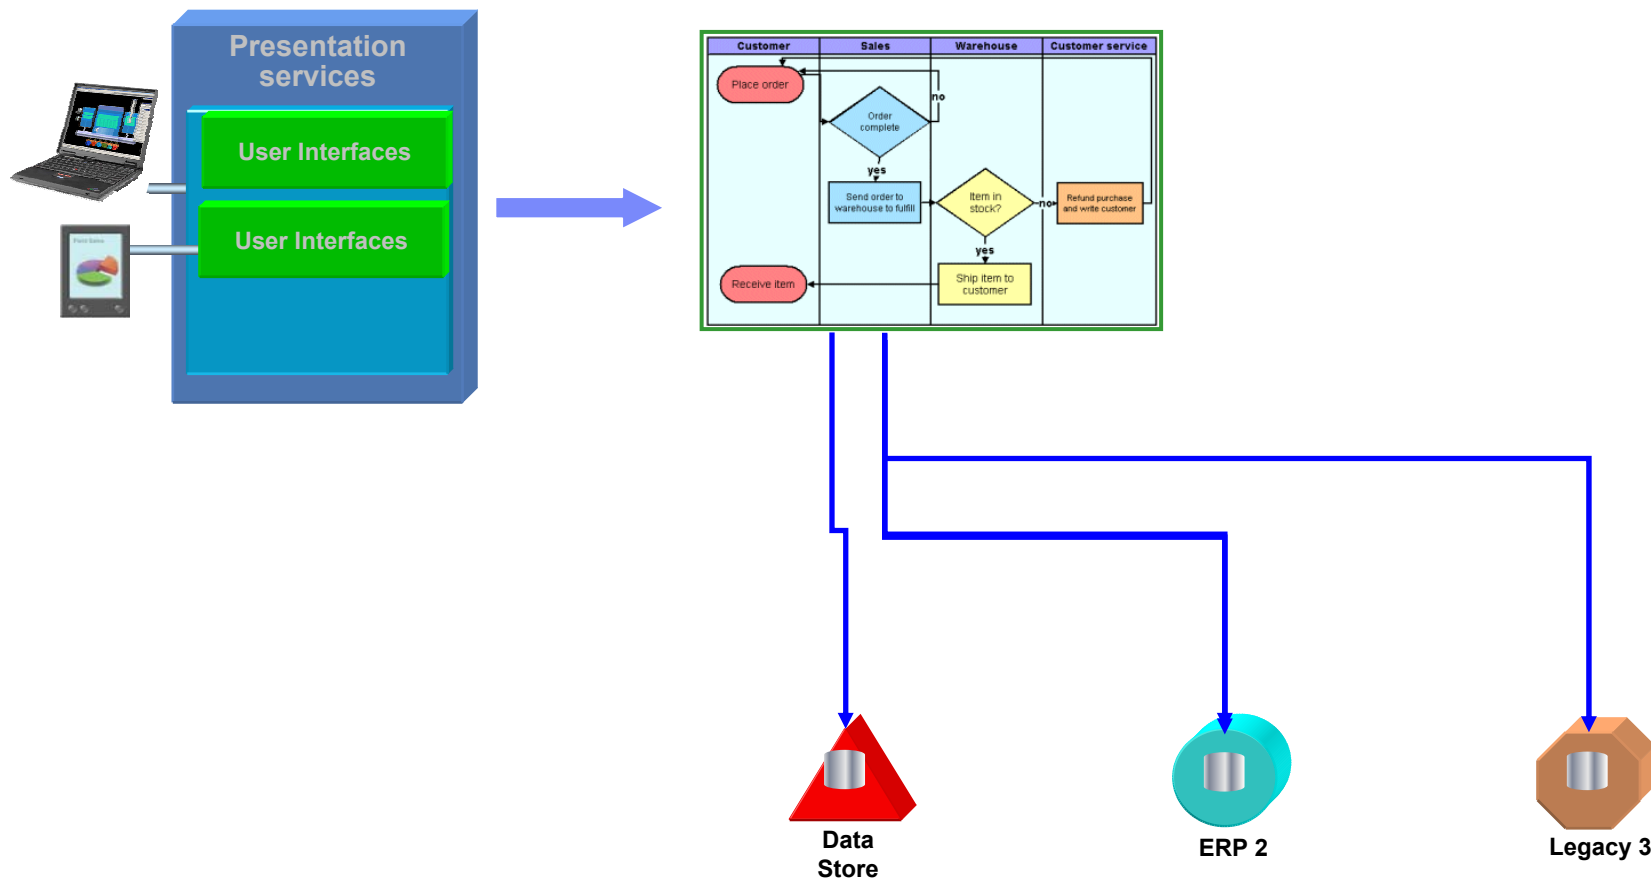 Presentation
services
User Interfaces
User Interfaces
Customer
Sales
Warehouse
Customer service
Place order
no
Order
complete
yes
Send order to
warehouse to fulfill
Item in
stock?
no
Refund purchase
and write customer
yes
Receive item
Ship item to
customer
Data
Store
ERP 2
Legacy 3